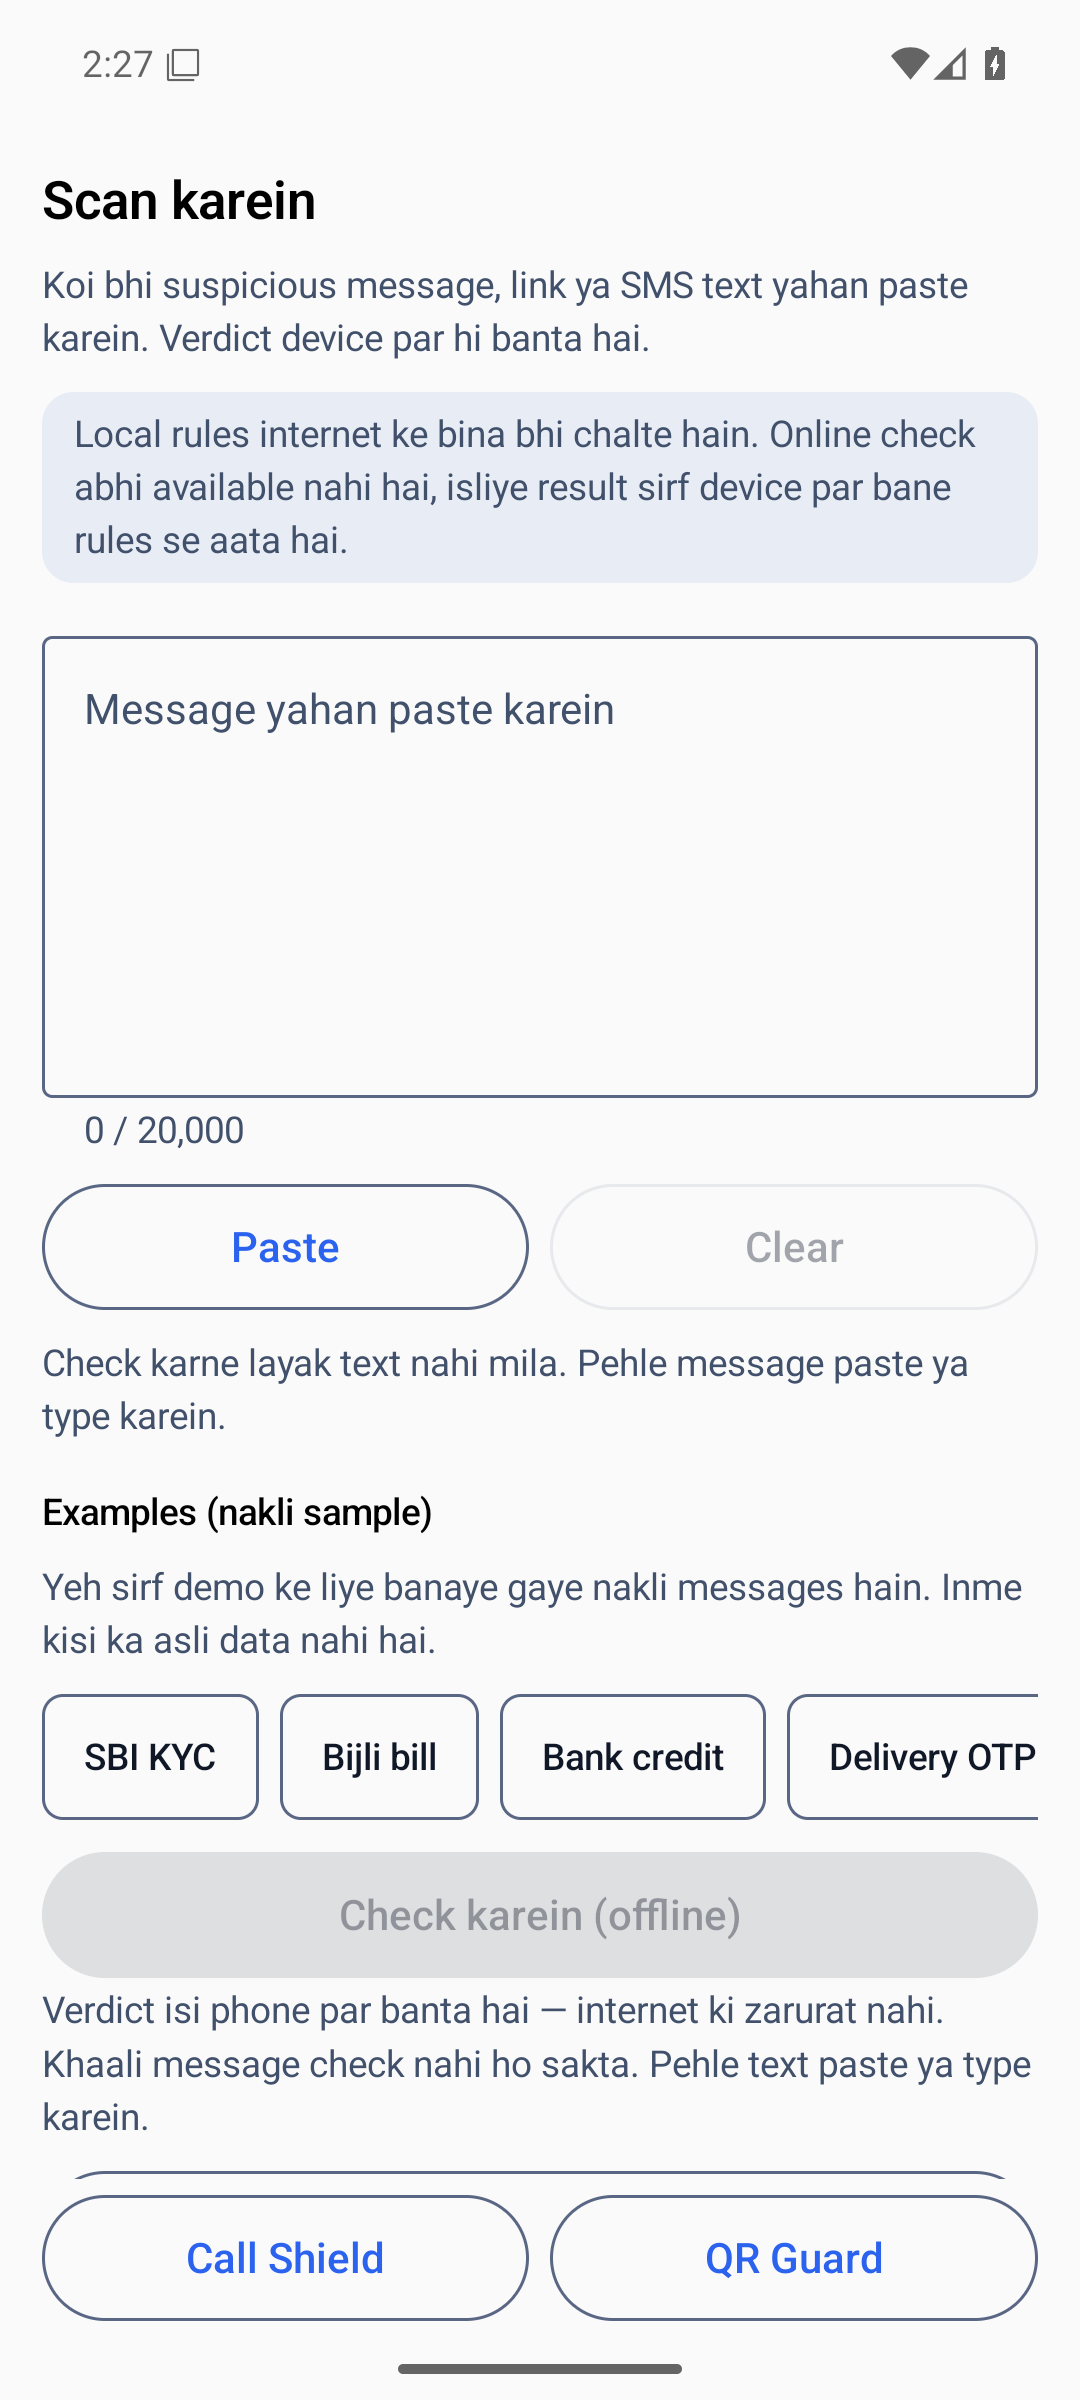 2:27
Scan karein
Koi bhi suspicious message, link ya SMS text yahan paste
karein. Verdict device par hi banta hai.
Local rules internet ke bina bhi chalte hain. Online check
abhi available nahi hai, isliye result sirf device par bane
rules se aata hai.
Message yahan paste karein
0 / 20,000
Paste
Clear
Check karne layak text nahi mila. Pehle message paste ya
type karein.
Examples (nakli sample)
Yeh sirf demo ke liye banaye gaye nakli messages hain. Inme
kisi ka asli data nahi hai.
SBI KYC
Bijli bill
Bank credit
Delivery OTP
Check karein (offline)
Verdict isi phone par banta hai — internet ki zarurat nahi.
Khaali message check nahi ho sakta. Pehle text paste ya type
karein.
Call Shield
QR Guard